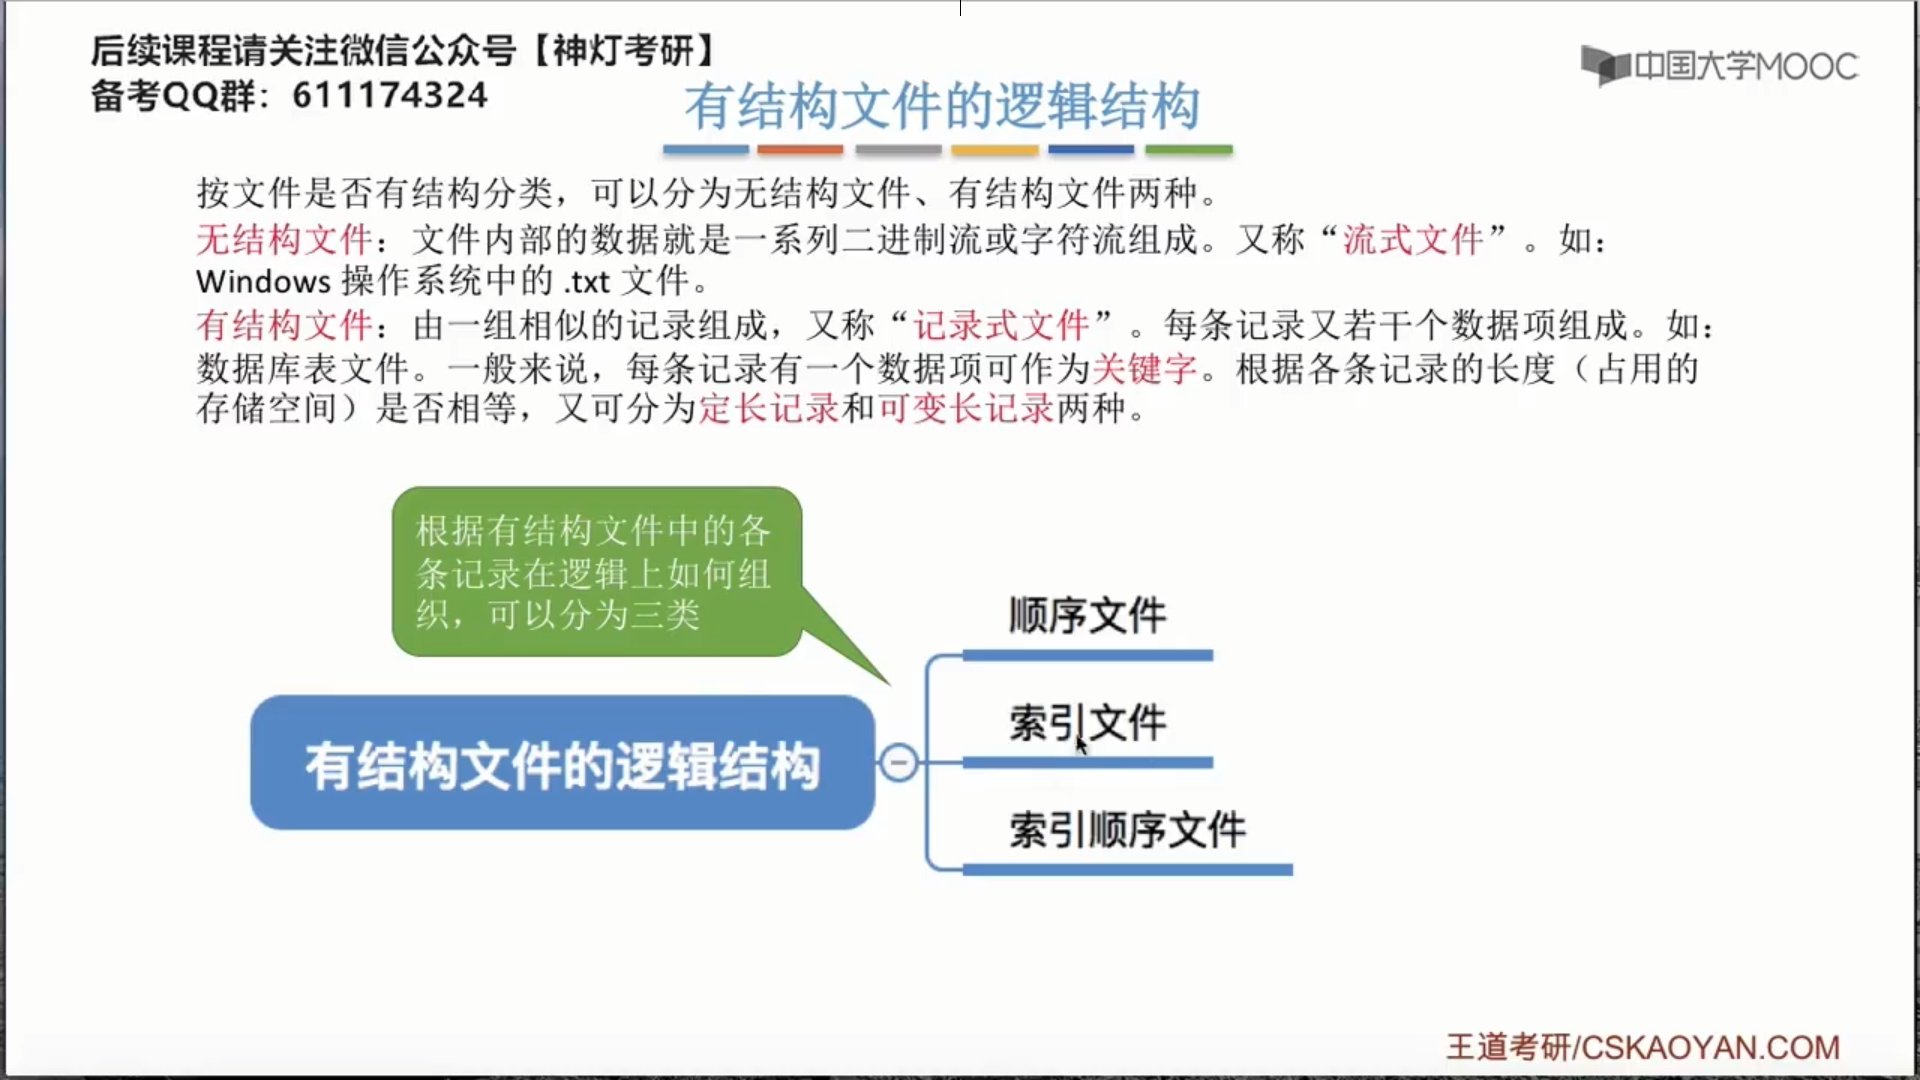 后续课程请关注微信公众号【神灯考研】
备考QQ群：611174324
中国大学MOOC
有结构文件的逻辑结构
按文件是否有结构分类，可以分为无结构文件、有结构文件两种。
无结构文件：文件内部的数据就是一系列二进制流或字符流组成。又称“流式文件”。如：
Windows 操作系统中的 .txt 文件。
有结构文件：由一组相似的记录组成，又称“记录式文件”。每条记录又若干个数据项组成。如：
数据库表文件。一般来说，每条记录有一个数据项可作为关键字。根据各条记录的长度（占用的
存储空间）是否相等，又可分为定长记录和可变长记录两种。
根据有结构文件中的各
条记录在逻辑上如何组
织，可以分为三类
有结构文件的逻辑结构
顺序文件
索引文件
索引顺序文件
王道考研/CSKAOYAN.COM